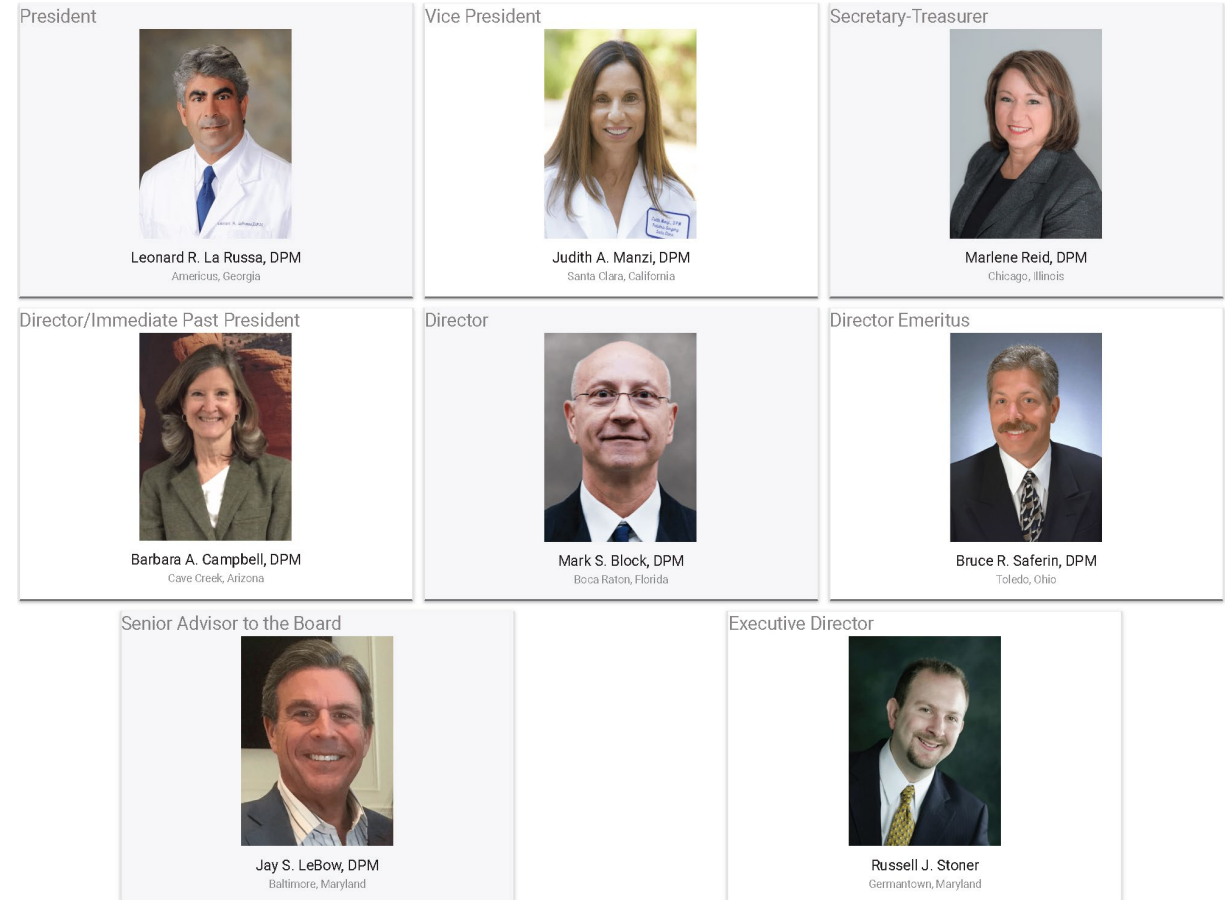 President
Leonard R. La Russa, DPM
Americus, Georgia
Vice President
Judith A. Manzi, DPM
Santa Clara, California
Secretary-Treasurer
Marlene Reid, DPM
Chicago, Illinois
Director/Immediate Past President
Barbara A. Campbell, DPM
Cave Creek, Arizona
Director
Mark S. Block, DPM
Boca Raton, Florida
Director Emeritus
Bruce R. Saferin, DPM
Toledo, Ohio
Senior Advisor to the Board
Jay S. LeBow, DPM
Baltimore, Maryland
Executive Director
Russell J. Stoner
Germantown, Maryland